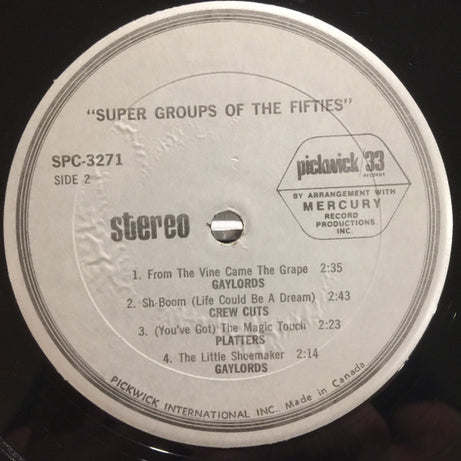 "SUPER GROUPS OF THE FIFTIES"
SPC-3271
SIDE 2
pickwick 33
RECORDS
BY ARRANGEMENT WITH
MERCURY
RECORD
PRODUCTIONS
INC
stereo
1. From The Vine Came The Grape 2:35
GAYLORDS
2. Sh-Boom (Life Could Be A Dream) 2:43
CREW CUTS
3. (You've Got) The Magic Touch 2:23
PLATTERS
4. The Little Shoemaker 2:14
GAYLORDS
PICKWICK INTERNATIONAL INC., Made in Canada